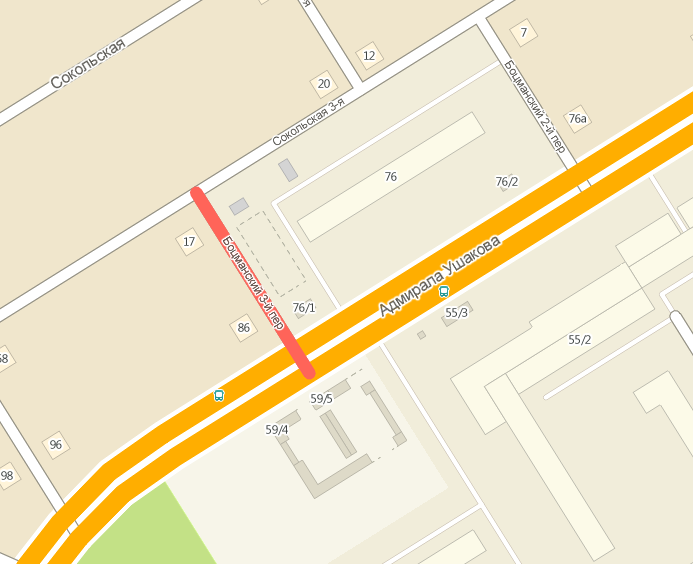 7
Сокольская
12
20
Боцманский 2-й пер
Сокольская 3-я
76а
76
76/2
17
Боцманский 3-й пер
Адмирала Ушакова
76/1
55/3
86
55/2
59/5
59/4
96
98